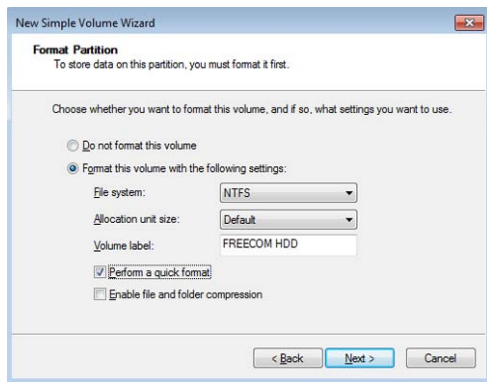 New Simple Volume Wizard
Format Partition
To store data on this partition, you must format it first.
Choose whether you want to format this volume, and if so, what settings you want to use.
Do not format this volume
Format this volume with the following settings:
File system: NTFS
Allocation unit size: Default
Volume label: FREECOM HDD
Perform a quick format
Enable file and folder compression
< Back Next > Cancel